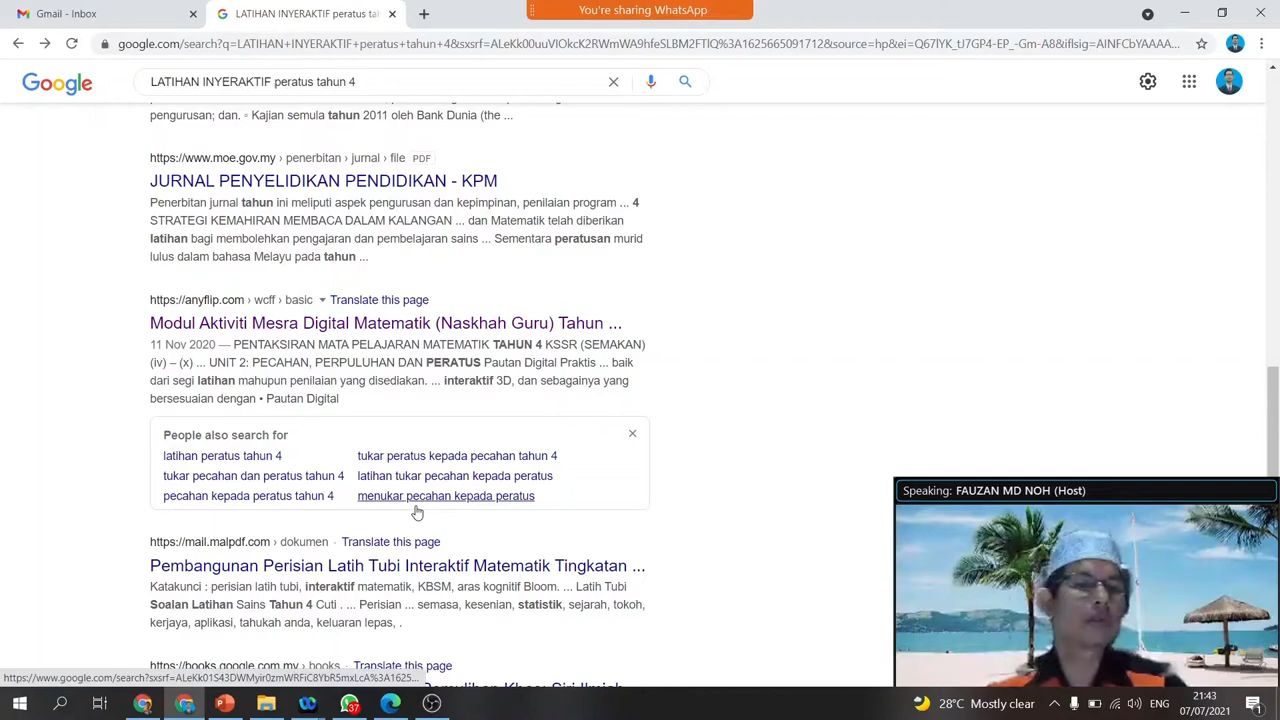 Gmail - Inbox
LATIHAN INYERAKTIF peratus ta
You're sharing WhatsApp
google.com/search?q=LATIHAN+INYERAKTIF+peratus+tahun+4&sxsrf=ALeKk00uuVIOkcK2RWmWA9hfeSLBM2FTlQ%3A1625665091712&source=hp&ei=Q67lYK_tJ7GP4-EP_-Gm-A8&iflsig=AINFCbYAAAA...
Google
LATIHAN INYERAKTIF peratus tahun 4
pengurusan; dan. ◦ Kajian semula tahun 2011 oleh Bank Dunia (the ...
https://www.moe.gov.my › penerbitan › jurnal › file PDF
JURNAL PENYELIDIKAN PENDIDIKAN - KPM
Penerbitan jurnal tahun ini meliputi aspek pengurusan dan kepimpinan, penilaian program ... 4
STRATEGI KEMAHIRAN MEMBACA DALAM KALANGAN ... dan Matematik telah diberikan
latihan bagi membolehkan pengajaran dan pembelajaran sains ... Sementara peratusan murid
lulus dalam bahasa Melayu pada tahun ...
https://anyflip.com › wcff › basic Translate this page
Modul Aktiviti Mesra Digital Matematik (Naskhah Guru) Tahun ...
11 Nov 2020 — PENTAKSIRAN MATA PELAJARAN MATEMATIK TAHUN 4 KSSR (SEMAKAN)
(iv) – (x) ... UNIT 2: PECAHAN, PERPULUHAN DAN PERATUS Pautan Digital Praktis ... baik
dari segi latihan mahupun penilaian yang disediakan. ... interaktif 3D, dan sebagainya yang
bersesuaian dengan • Pautan Digital
People also search for
latihan peratus tahun 4
tukar peratus kepada pecahan tahun 4
tukar pecahan dan peratus tahun 4
latihan tukar pecahan kepada peratus
pecahan kepada peratus tahun 4
menukar pecahan kepada peratus
https://mail.malpdf.com › dokumen · Translate this page
Pembangunan Perisian Latih Tubi Interaktif Matematik Tingkatan ...
Katakunci : perisian latih tubi, interaktif matematik, KBSM, aras kognitif Bloom. ... Latih Tubi
Soalan Latihan Sains Tahun 4 Cuti . ... Perisian ... semasa, kesenian, statistik, sejarah, tokoh,
kerjaya, aplikasi, tahukah anda, keluaran lepas, .
https://books.google.com.my › books · Translate this page
https://www.google.com/search?sxsrf=ALeKk01S43DWMyir0zmWRFiC8YbR5mxLcA%3A1625...
Speaking: FAUZAN MD NOH (Host)
37
28°C Mostly clear
21:43
07/07/2021
1